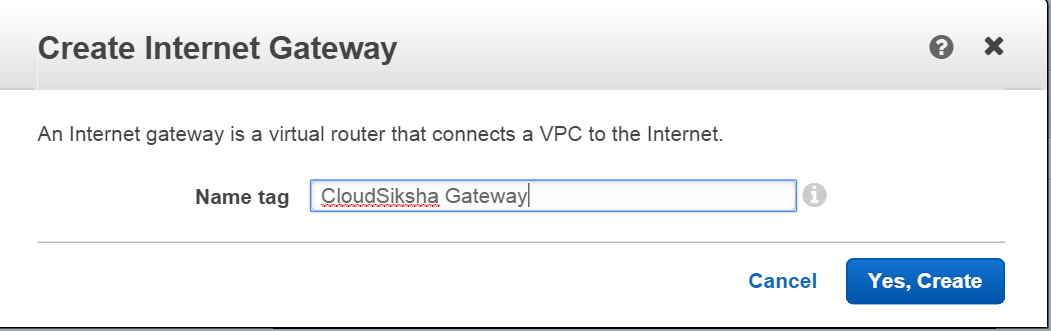 Create Internet Gateway
An Internet gateway is a virtual router that connects a VPC to the Internet.
Name tag CloudSiksha Gateway
Cancel Yes, Create